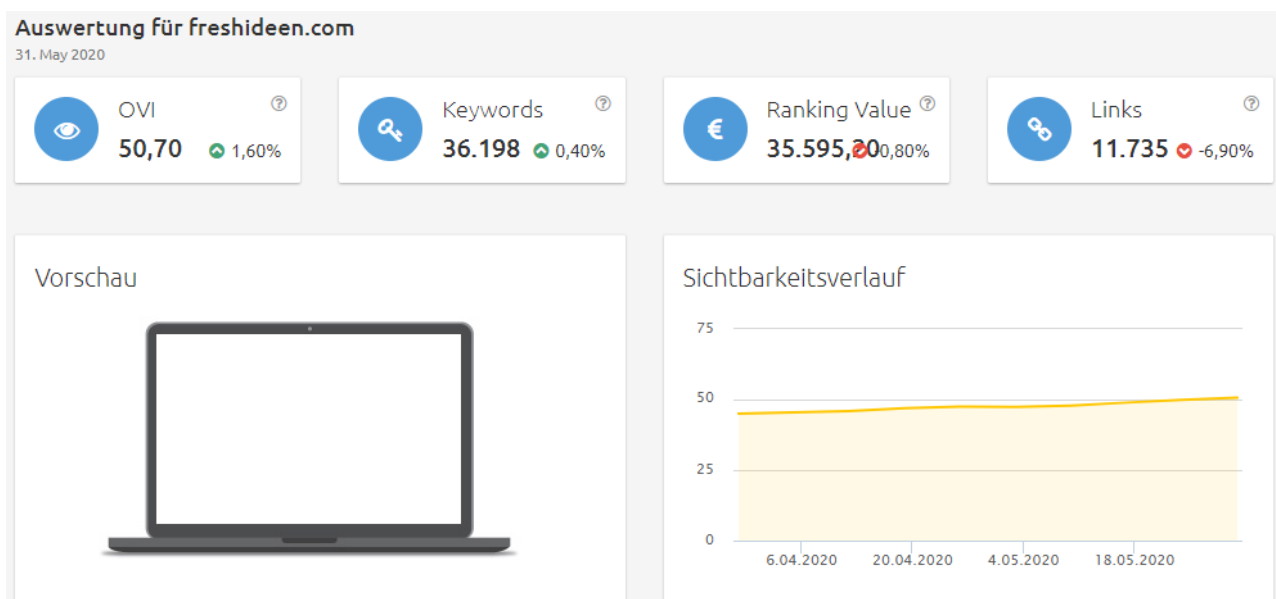 Auswertung für freshideen.com
31. May 2020
OVI
50,70 1,60%
Keywords
36.198 0,40%
Ranking Value
35.595,20 -0,80%
Links
11.735 -6,90%
Vorschau
Sichtbarkeitsverlauf
75
50
25
0
6.04.2020 20.04.2020 4.05.2020 18.05.2020